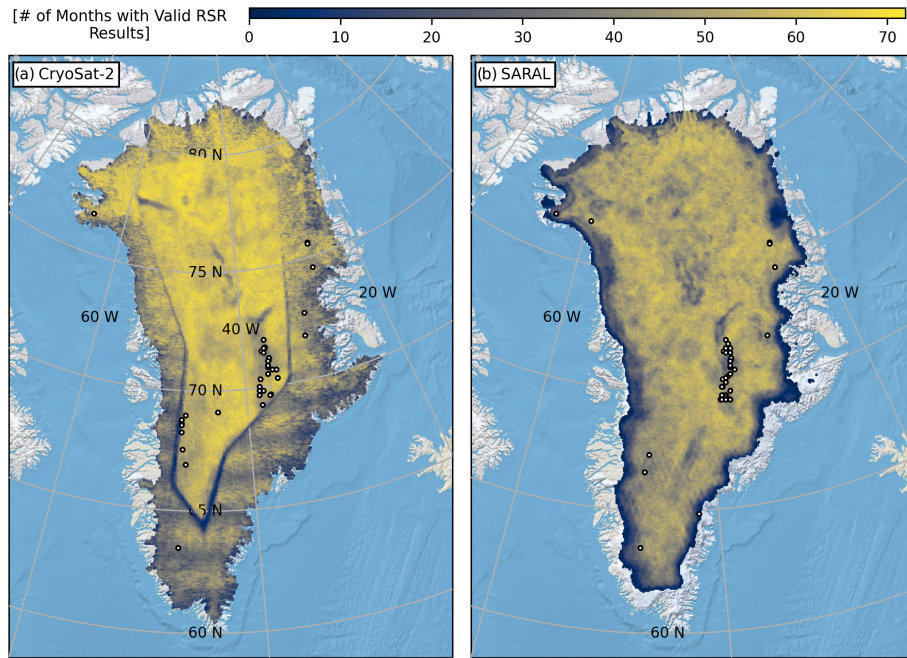 [# of Months with Valid RSR
Results]
0 10 20 30 40 50 60 70
(a) CryoSat-2
80 N
75 N
20 W
60 W
40 W
70 N
5 N
60 N
(b) SARAL
20 W
60 W
60 N